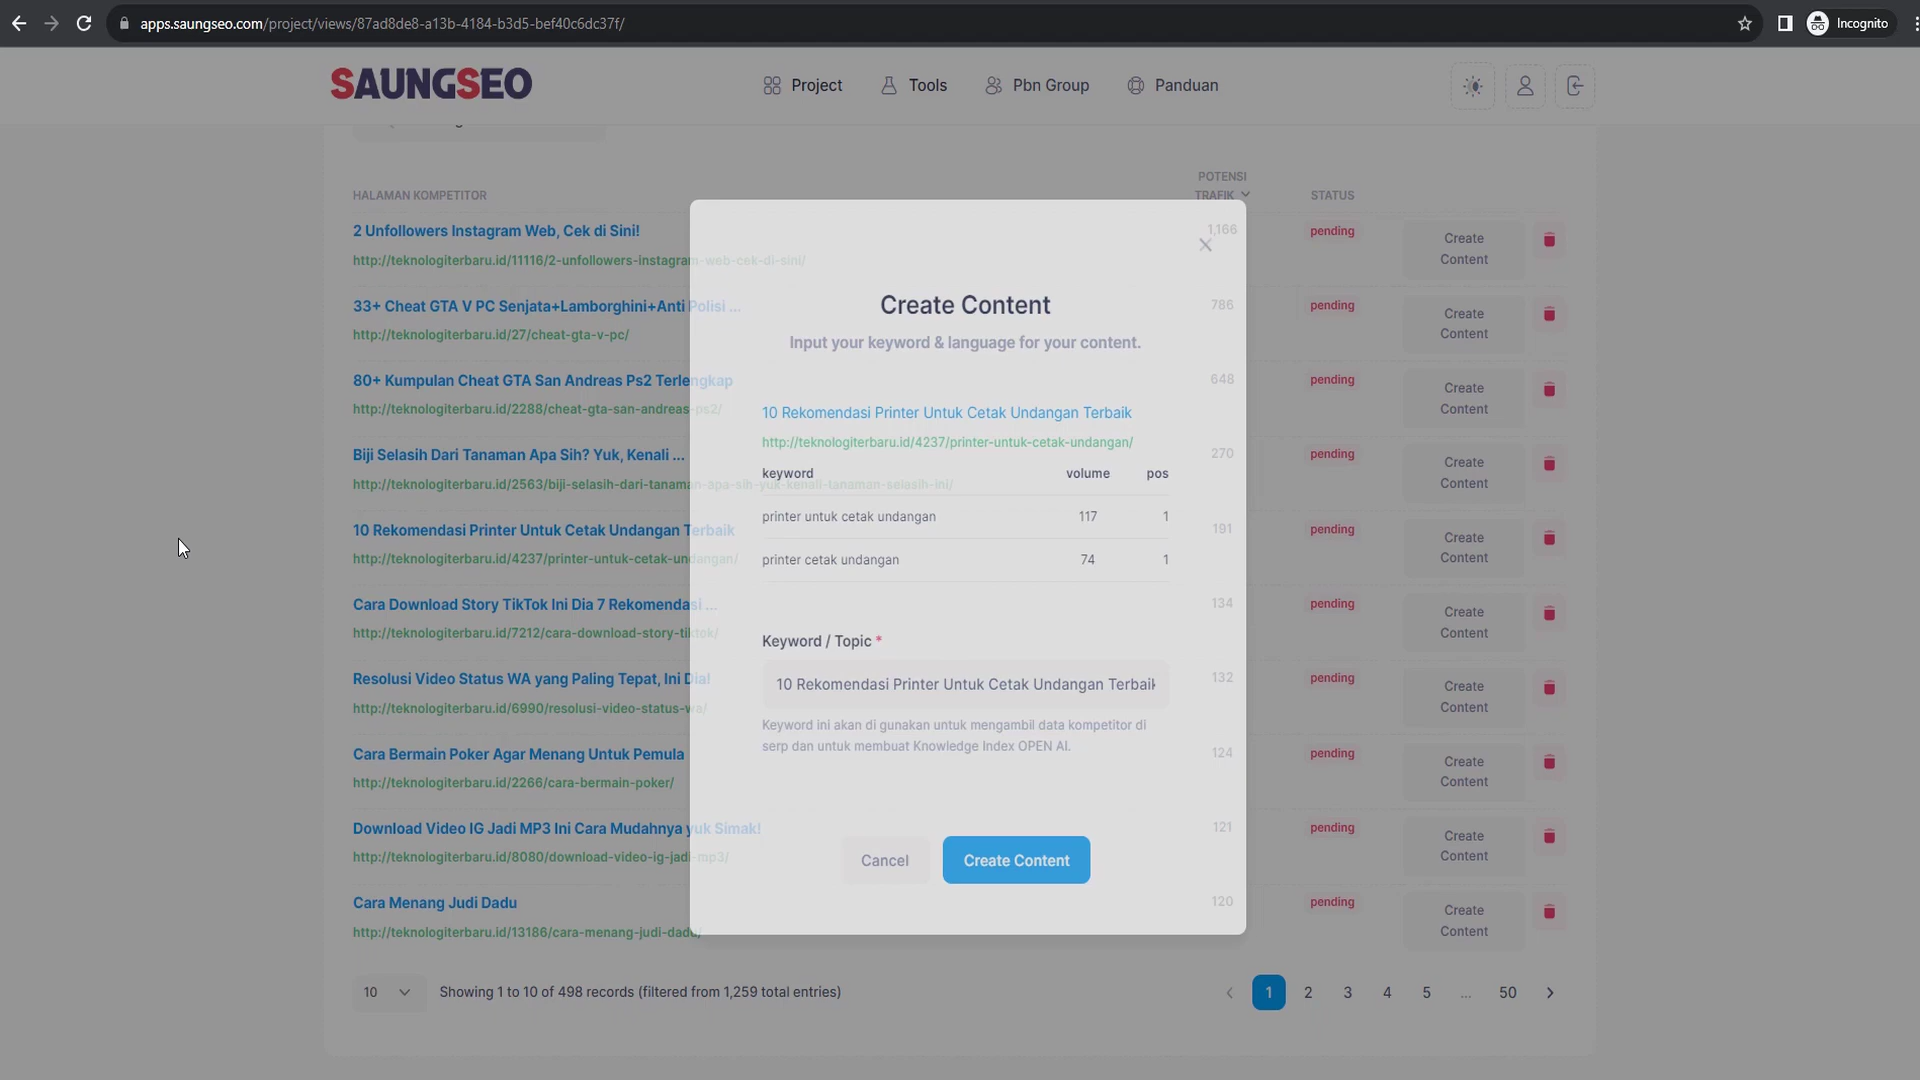 apps.saungseo.com/project/views/87ad8de8-a13b-4184-b3d5-bef40c6dc37f/
Incognito
SAUNGSEO
Project
Tools
Pbn Group
Panduan
HALAMAN KOMPETITOR
POTENSI
TRAFIK
STATUS
2 Unfollowers Instagram Web, Cek di Sini!
http://teknologiterbaru.id/11116/2-unfollowers-instagram-web-cek-di-sini/
1,166
pending
Create
Content
33+ Cheat GTA V PC Senjata+Lamborghini+Anti Polisi ...
http://teknologiterbaru.id/27/cheat-gta-v-pc/
786
pending
Create
Content
80+ Kumpulan Cheat GTA San Andreas Ps2 Terlengkap
http://teknologiterbaru.id/2288/cheat-gta-san-andreas-ps2/
648
pending
Create
Content
Biji Selasih Dari Tanaman Apa Sih? Yuk, Kenali ...
http://teknologiterbaru.id/2563/biji-selasih-dari-tanaman-apa-sih-yuk-kenali-tanaman-selasih-ini/
270
pending
Create
Content
10 Rekomendasi Printer Untuk Cetak Undangan Terbaik
http://teknologiterbaru.id/4237/printer-untuk-cetak-undangan/
191
pending
Create
Content
Cara Download Story TikTok Ini Dia 7 Rekomendasi ...
http://teknologiterbaru.id/7212/cara-download-story-tiktok/
134
pending
Create
Content
Resolusi Video Status WA yang Paling Tepat, Ini Dia!
http://teknologiterbaru.id/6990/resolusi-video-status-wa/
132
pending
Create
Content
Cara Bermain Poker Agar Menang Untuk Pemula
http://teknologiterbaru.id/2266/cara-bermain-poker/
124
pending
Create
Content
Download Video IG Jadi MP3 Ini Cara Mudahnya yuk Simak!
http://teknologiterbaru.id/8080/download-video-ig-jadi-mp3/
121
pending
Create
Content
Cara Menang Judi Dadu
http://teknologiterbaru.id/13186/cara-menang-judi-dadu/
120
pending
Create
Content
10
Showing 1 to 10 of 498 records (filtered from 1,259 total entries)
1 2 3 4 5 ... 50
Create Content
Input your keyword & language for your content.
10 Rekomendasi Printer Untuk Cetak Undangan Terbaik
http://teknologiterbaru.id/4237/printer-untuk-cetak-undangan/
keyword volume pos
printer untuk cetak undangan 117 1
printer cetak undangan 74 1
Keyword / Topic *
10 Rekomendasi Printer Untuk Cetak Undangan Terbaik
Keyword ini akan di gunakan untuk mengambil data kompetitor di
serp dan untuk membuat Knowledge Index OPEN AI.
Cancel
Create Content